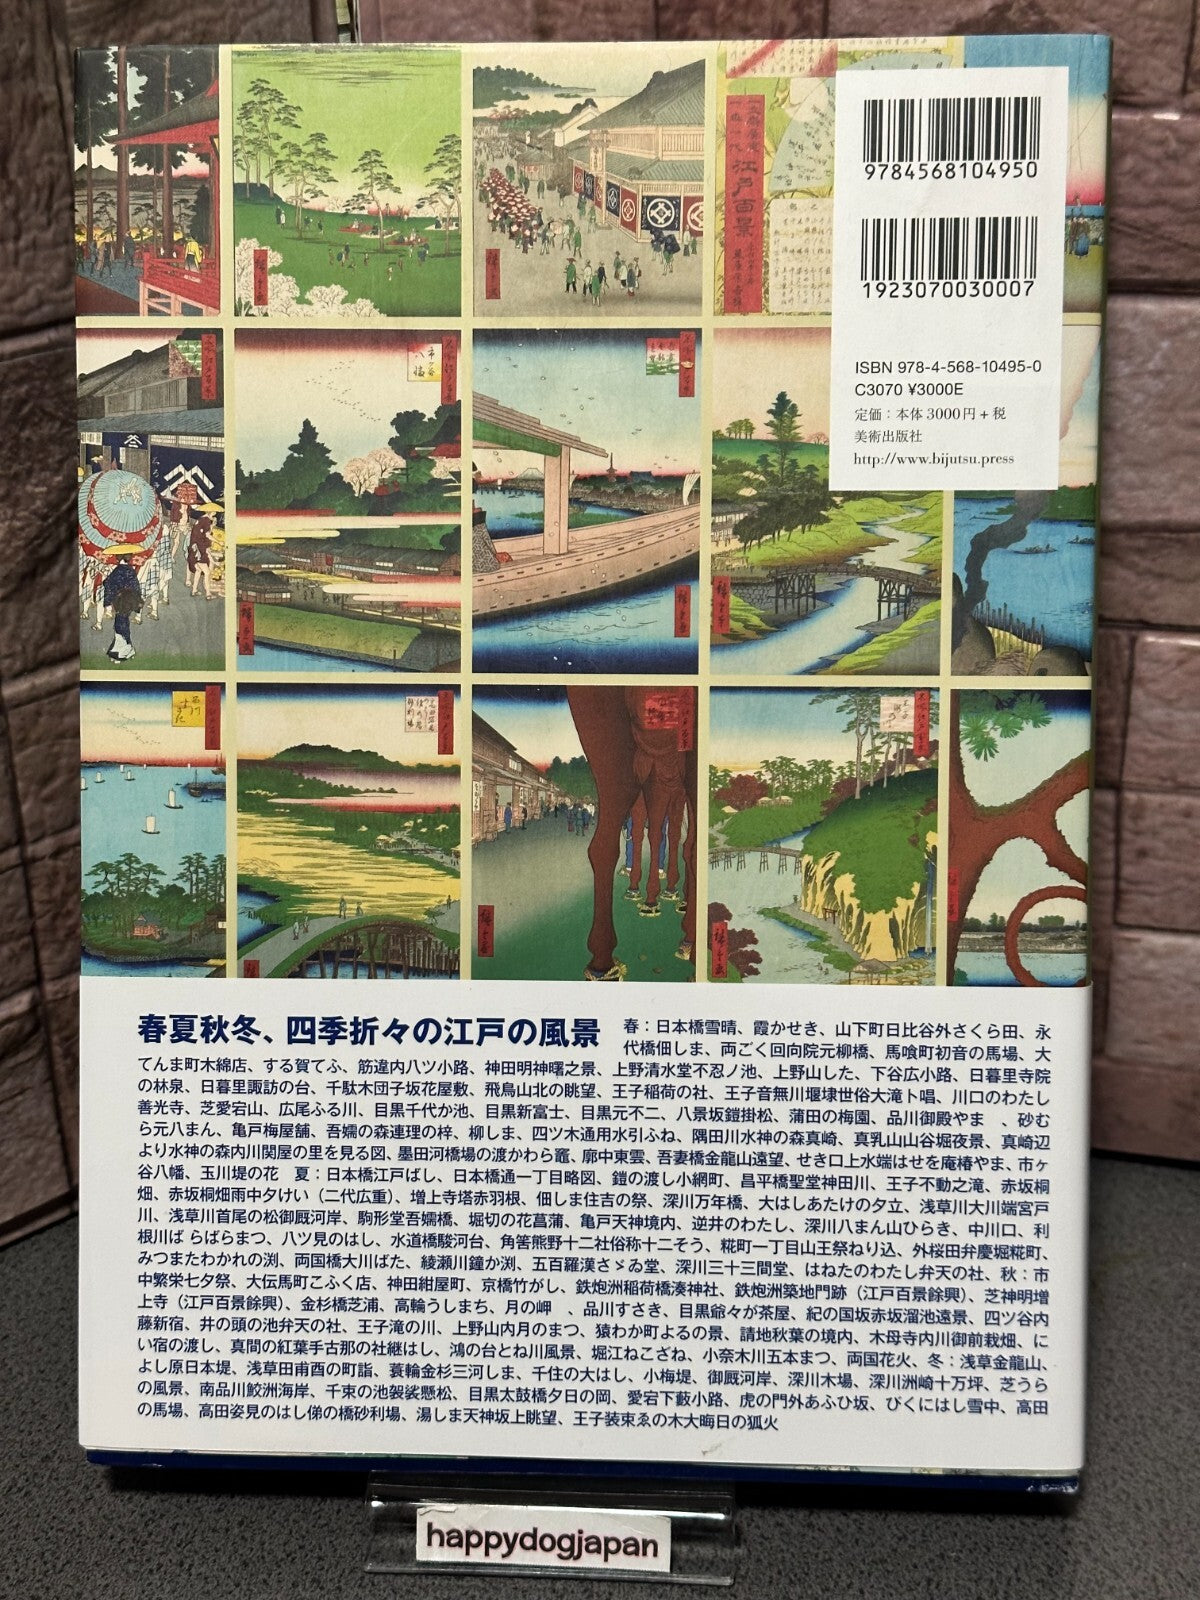 9784568104950
1923070030007
ISBN 978-4-568-10495-0
C3070 ¥3000E
定価：本体3000円+税
美術出版社
http://www.bijutsu.press
江戸百景
春夏秋冬、四季折々の江戸の風景
春：日本橋雪晴、霞かせき、山下町日比谷外さくら田、永
代橋佃しま、両ごく回向院元柳橋、馬喰町初音の馬場、大
てんま町木綿店、する賀てふ、筋違内八ツ小路、神田明神曙之景、上野清水堂不忍ノ池、上野山した、下谷広小路、日暮里寺院
の林泉、日暮里諏訪の台、千駄木団子坂花屋敷、飛鳥山北の眺望、王子稲荷の社、王子音無川堰埭世俗大滝ト唱、川口のわたし
善光寺、芝愛宕山、広尾ふる川、目黒千代か池、目黒新富士、目黒元不二、八景坂鎧掛松、蒲田の梅園、品川御殿やま　、砂む
ら元八まん、亀戸梅屋舗、吾嬬の森連理の梓、柳しま、四ツ木通用水引ふね、隅田川水神の森真崎、真乳山山谷堀夜景、真崎辺
より水神の森内川関屋の里を見る図、墨田河橋場の渡かわら竈、廓中東雲、吾妻橋金龍山遠望、せき口上水端はせを庵椿やま、市ヶ
谷八幡、玉川堤の花　夏：日本橋江戸ばし、日本橋通一丁目略図、鎧の渡し小網町、昌平橋聖堂神田川、王子不動之滝、赤坂桐
畑、赤坂桐畑雨中夕けい（二代広重）、増上寺塔赤羽根、佃しま住吉の祭、深川万年橋、大はしあたけの夕立、浅草川大川端宮戸
川、浅草川首尾の松御厩河岸、駒形堂吾嬬橋、堀切の花菖蒲、亀戸天神境内、逆井のわたし、深川八まん山ひらき、中川口、利
根川ばらばらまつ、八ツ見のはし、水道橋駿河台、角筈熊野十二社俗称十二そう、糀町一丁目山王祭ねり込、外桜田弁慶堀糀町、
みつまたわかれの渕、両国橋大川ばた、綾瀬川鐘か渕、五百羅漢さゞゐ堂、深川三十三間堂、はねたのわたし弁天の社、秋：市
中繁栄七夕祭、大伝馬町こふく店、神田紺屋町、京橋竹がし、鉄炮洲稲荷橋湊神社、鉄炮洲築地門跡（江戸百景餘興）、芝神明増
上寺（江戸百景餘興）、金杉橋芝浦、高輪うしまち、月の岬　、品川すさき、目黒爺々が茶屋、紀の国坂赤坂溜池遠景、四ツ谷内
藤新宿、井の頭の池弁天の社、王子滝の川、上野山内月のまつ、猿わか町よるの景、請地秋葉の境内、木母寺内川御前栽畑、に
い宿の渡し、真間の紅葉手古那の社継はし、鴻の台とね川風景、堀江ねこざね、小奈木川五本まつ、両国花火、冬：浅草金龍山、
よし原日本堤、浅草田甫酉の町詣、蓑輪金杉三河しま、千住の大はし、小梅堤、御厩河岸、深川木場、深川洲崎十万坪、芝うら
の風景、南品川鮫洲海岸、千束の池袈裟懸松、目黒太鼓橋夕日の岡、愛宕下藪小路、虎の門外あふひ坂、びくにはし雪中、高田
の馬場、高田姿見のはし俤の橋砂利場、湯しま天神坂上眺望、王子装束ゑの木大晦日の狐火
happydogjapan